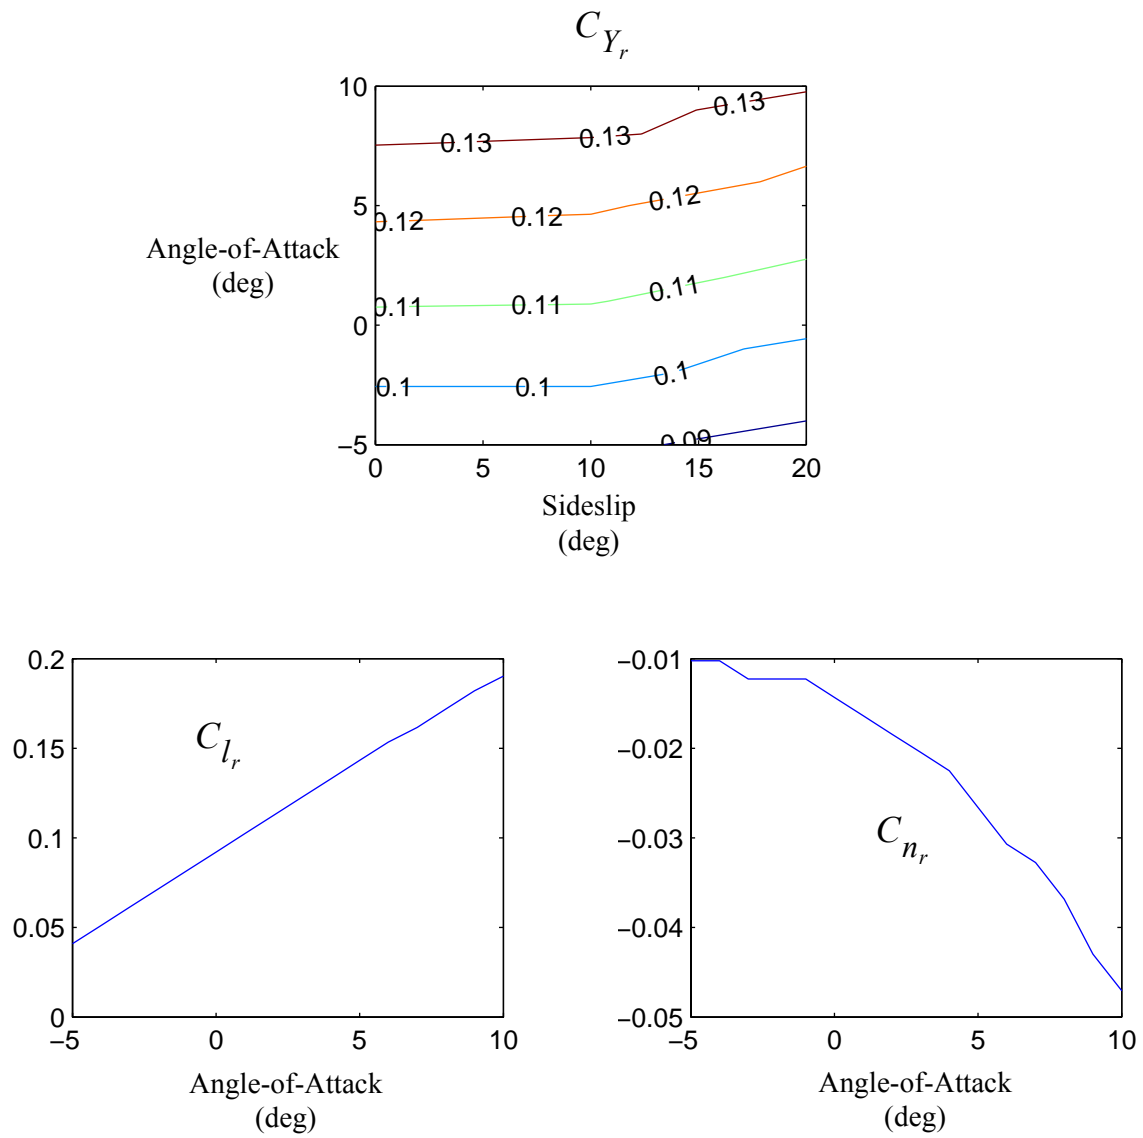 C_{Y_r}
10
0.13 0.13 0.13
5
0.12 0.12 0.12
Angle-of-Attack
(deg)
0.11 0.11 0.11
0
0.1 0.1 0.1
−5
0.09
0 5 10 15 20
Sideslip
(deg)
0.2
0.15
C_{l_r}
0.1
0.05
0
−5 0 5 10
Angle-of-Attack
(deg)
−0.01
−0.02
−0.03
C_{n_r}
−0.04
−0.05
−5 0 5 10
Angle-of-Attack
(deg)